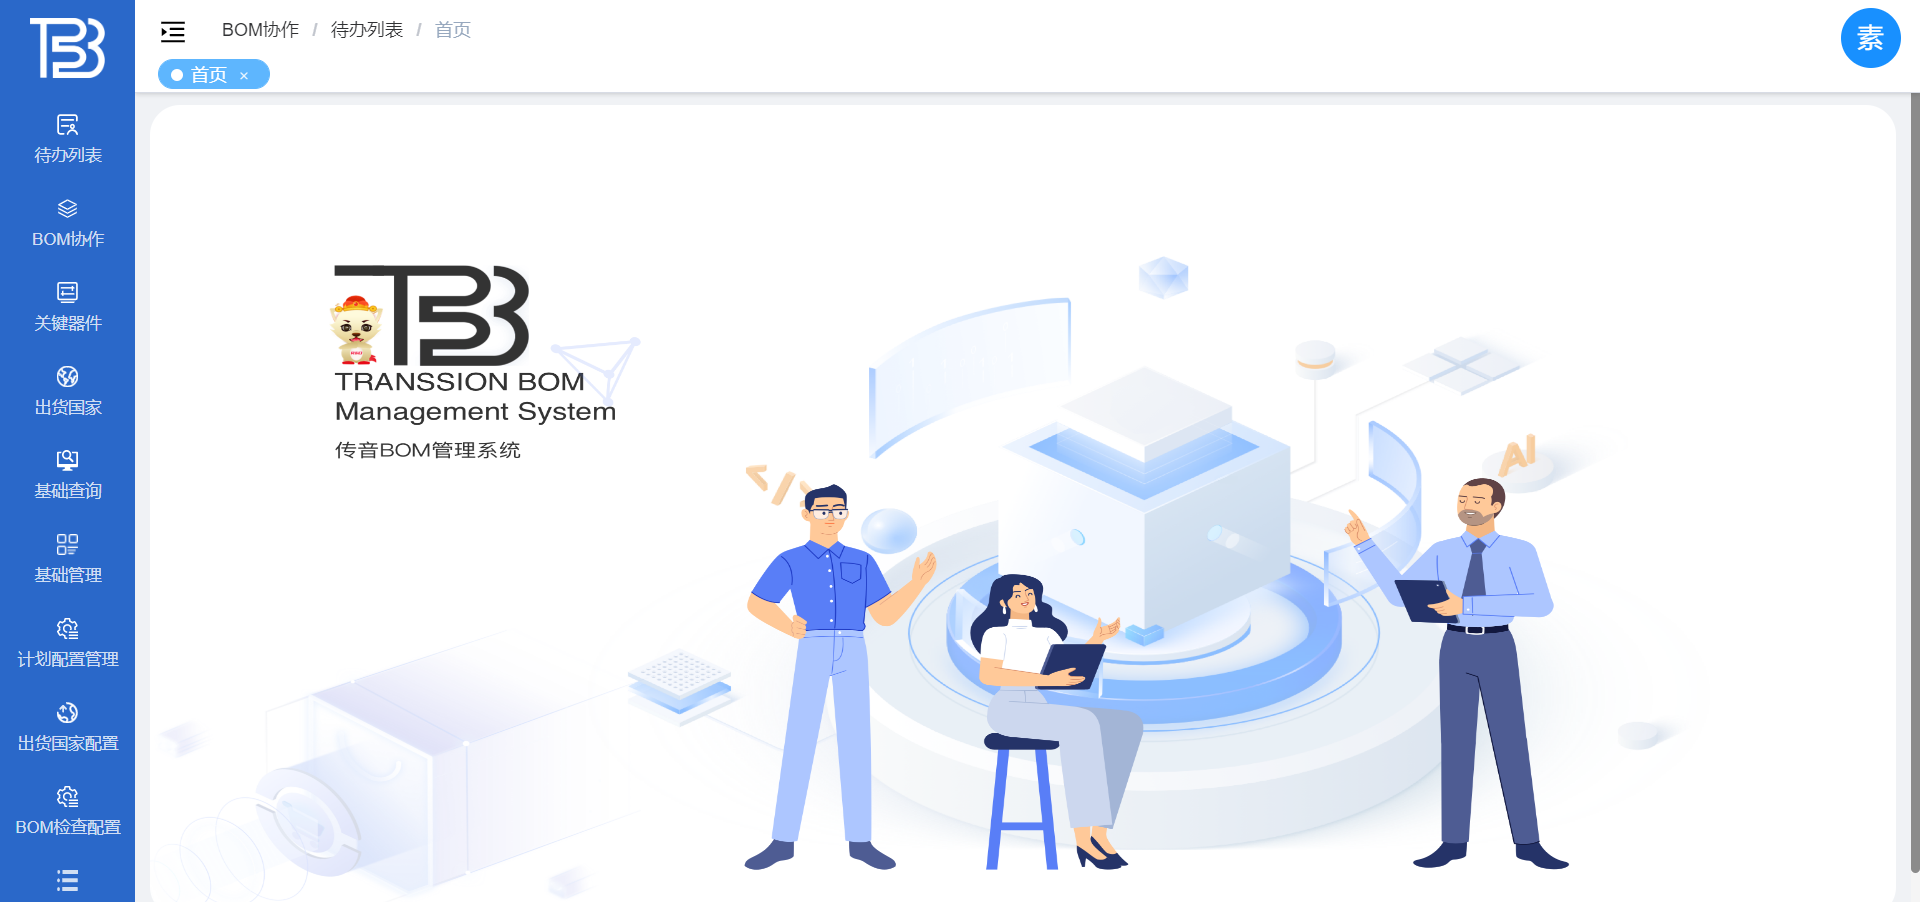 BOM协作 / 待办列表 / 首页
素
首页 ×
待办列表
BOM协作
关键器件
出货国家
基础查询
基础管理
计划配置管理
出货国家配置
BOM检查配置
TRANSSION BOM
Management System
传音BOM管理系统
</>
AI